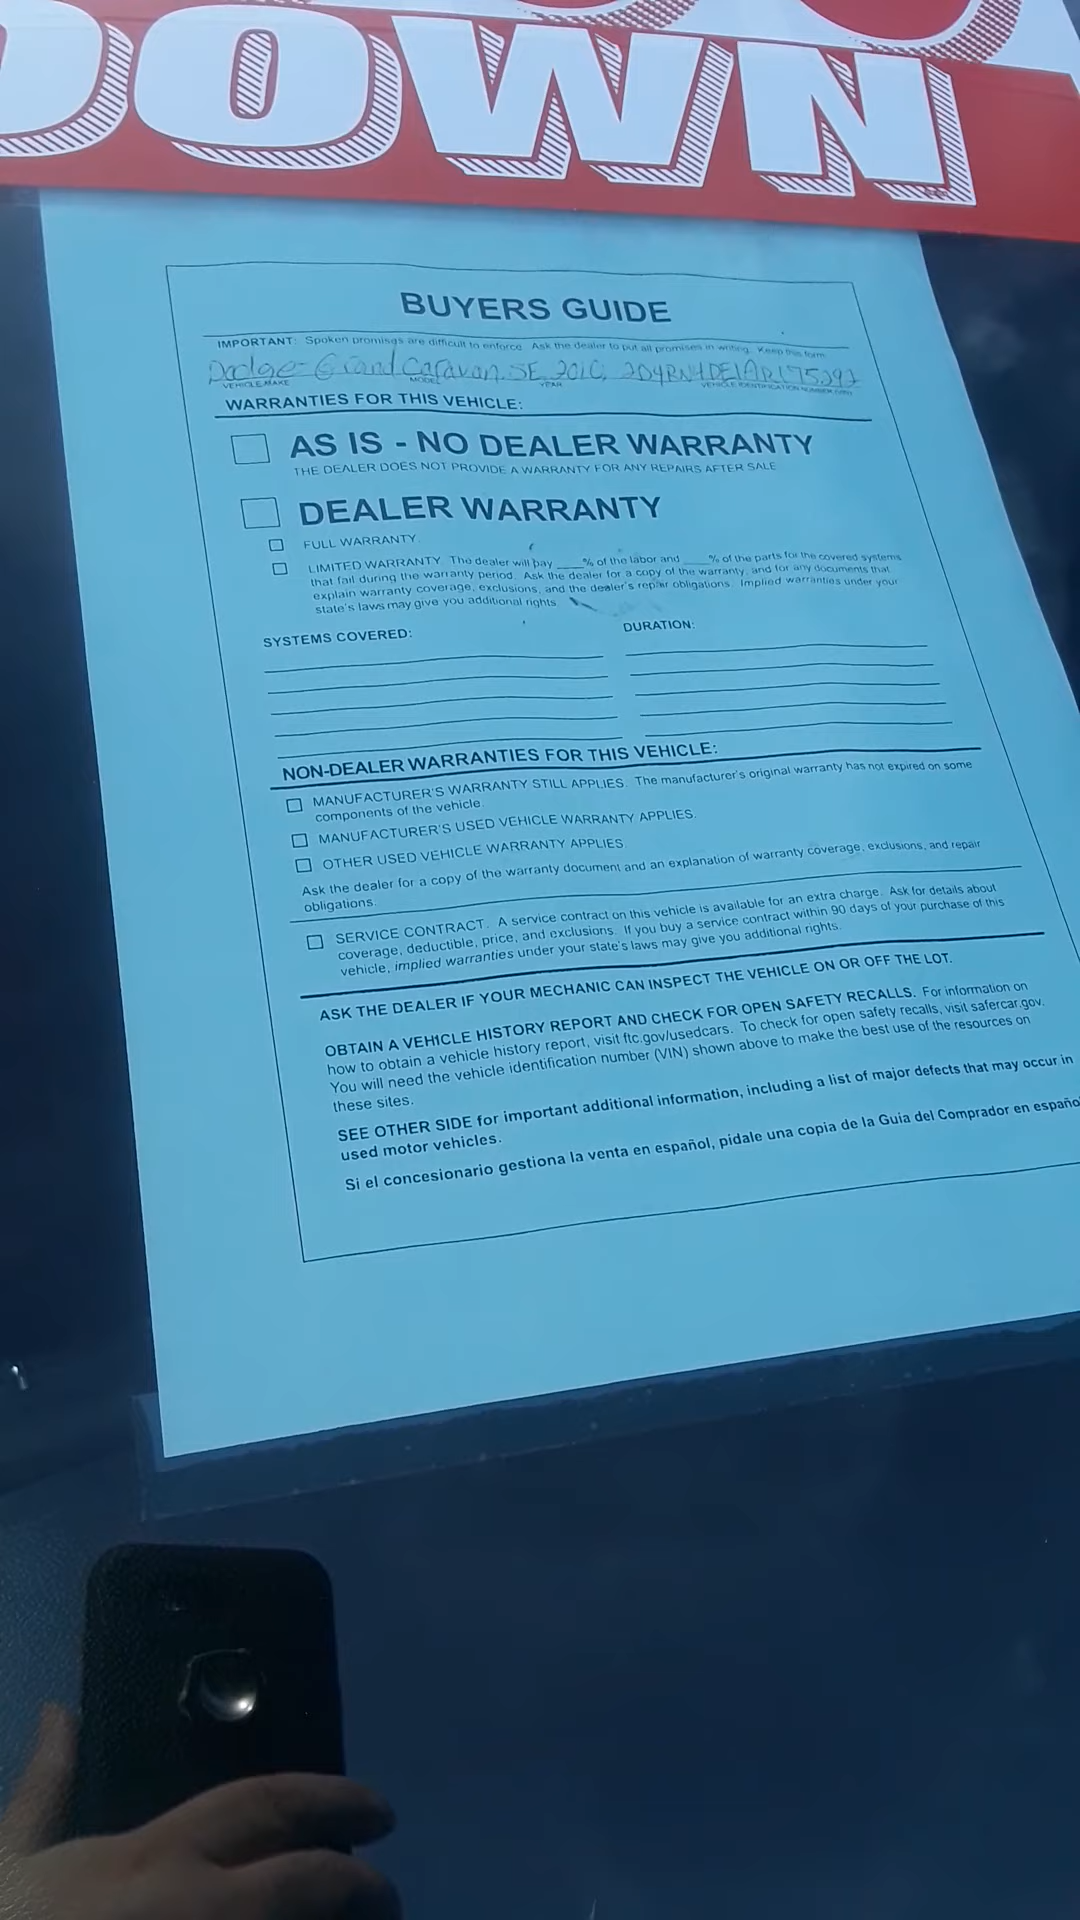 DOWN
BUYERS GUIDE
IMPORTANT: Spoken promises are difficult to enforce. Ask the dealer to put all promises in writing. Keep this form.
Dodge Grand Caravan SE 2010
VEHICLE MAKE MODEL YEAR VEHICLE IDENTIFICATION NUMBER (VIN)
WARRANTIES FOR THIS VEHICLE:
AS IS - NO DEALER WARRANTY
THE DEALER DOES NOT PROVIDE A WARRANTY FOR ANY REPAIRS AFTER SALE
DEALER WARRANTY
FULL WARRANTY.
LIMITED WARRANTY. The dealer will pay ____% of the labor and ____% of the parts for the covered systems
that fail during the warranty period. Ask the dealer for a copy of the warranty, and for any documents that
explain warranty coverage, exclusions, and the dealer's repair obligations. Implied warranties under your
state's laws may give you additional rights.
SYSTEMS COVERED: DURATION:
NON-DEALER WARRANTIES FOR THIS VEHICLE:
MANUFACTURER'S WARRANTY STILL APPLIES. The manufacturer's original warranty has not expired on some
components of the vehicle.
MANUFACTURER'S USED VEHICLE WARRANTY APPLIES.
OTHER USED VEHICLE WARRANTY APPLIES.
Ask the dealer for a copy of the warranty document and an explanation of warranty coverage, exclusions, and repair
obligations.
SERVICE CONTRACT. A service contract on this vehicle is available for an extra charge. Ask for details about
coverage, deductible, price, and exclusions. If you buy a service contract within 90 days of your purchase of this
vehicle, implied warranties under your state's laws may give you additional rights.
ASK THE DEALER IF YOUR MECHANIC CAN INSPECT THE VEHICLE ON OR OFF THE LOT.
OBTAIN A VEHICLE HISTORY REPORT AND CHECK FOR OPEN SAFETY RECALLS. For information on
how to obtain a vehicle history report, visit ftc.gov/usedcars. To check for open safety recalls, visit safercar.gov.
You will need the vehicle identification number (VIN) shown above to make the best use of the resources on
these sites.
SEE OTHER SIDE for important additional information, including a list of major defects that may occur in
used motor vehicles.
Si el concesionario gestiona la venta en español, pidale una copia de la Guia del Comprador en español